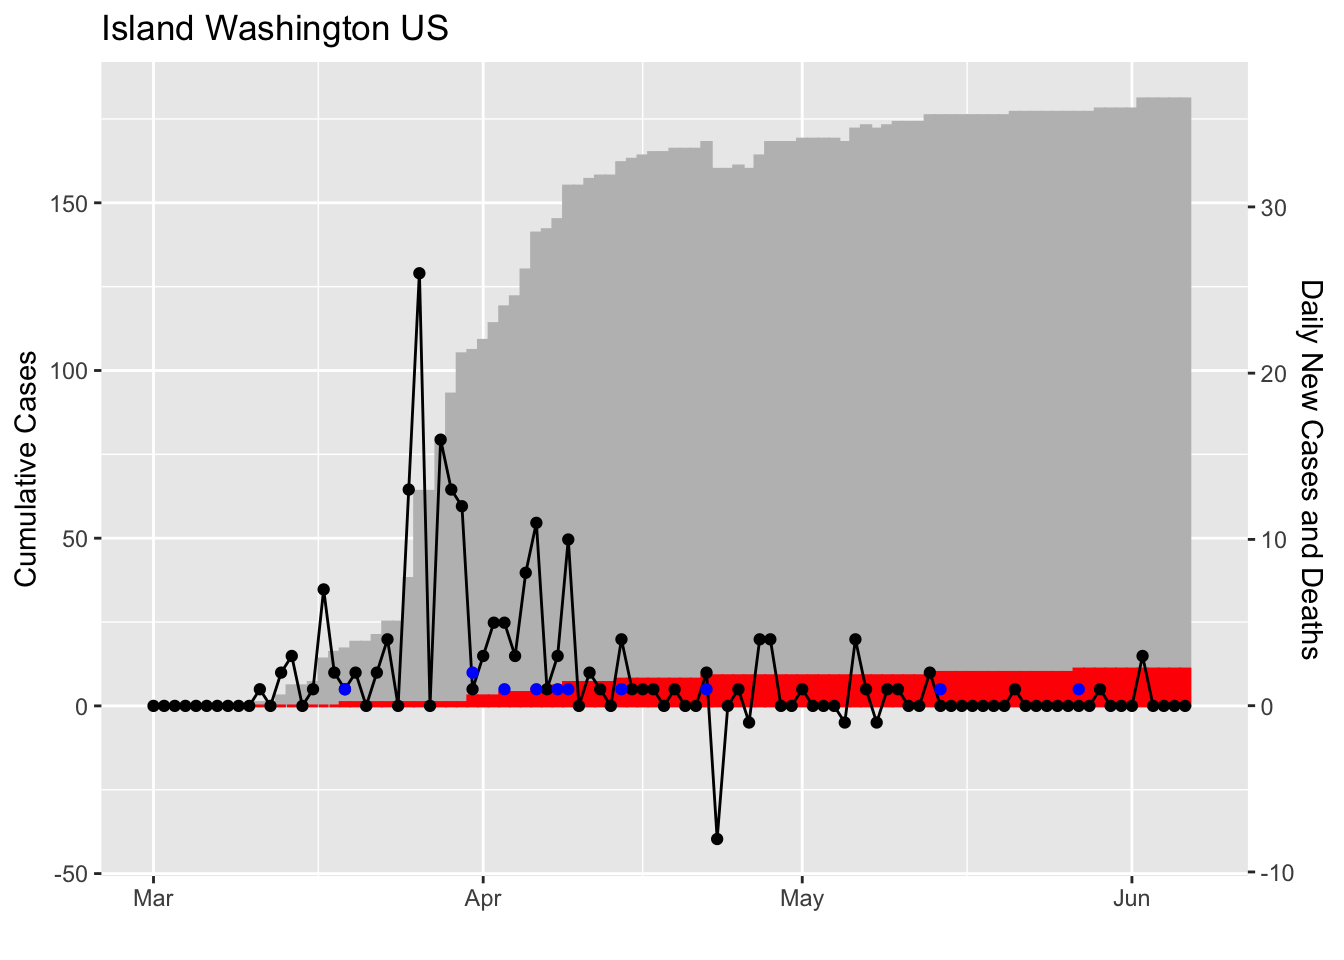 Island Washington US
Cumulative Cases
150
100
50
0
-50
30
20
10
0
-10
Daily New Cases and Deaths
Mar
Apr
May
Jun